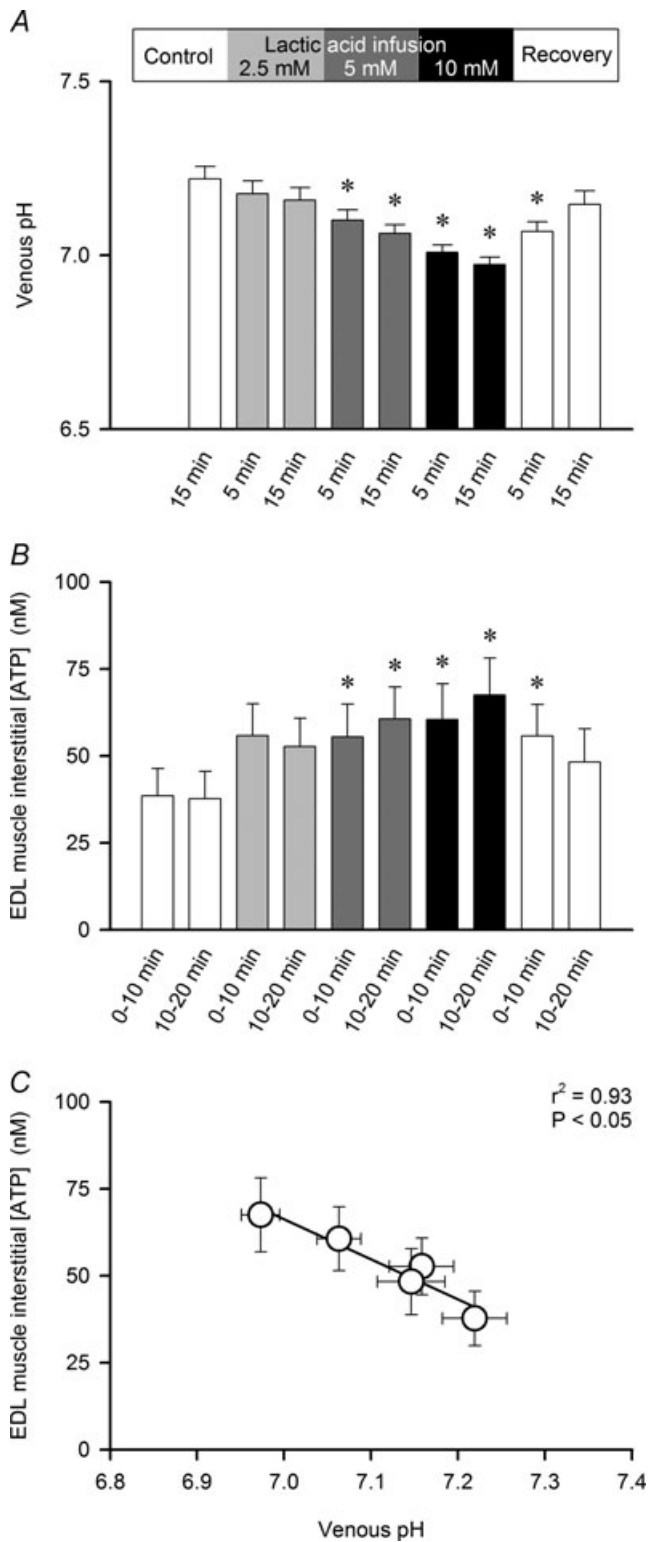 A
Control
Lactic acid infusion
2.5 mM
5 mM
10 mM
Recovery
7.5
7.0
6.5
Venous pH
*
*
*
*
*
15 min
5 min
15 min
5 min
15 min
5 min
15 min
5 min
15 min
B
100
75
50
25
0
EDL muscle interstitial [ATP] (nM)
*
*
*
*
*
0-10 min
10-20 min
0-10 min
10-20 min
0-10 min
10-20 min
0-10 min
10-20 min
0-10 min
10-20 min
C
r² = 0.93
P < 0.05
100
75
50
25
0
EDL muscle interstitial [ATP] (nM)
6.8
6.9
7.0
7.1
7.2
7.3
7.4
Venous pH